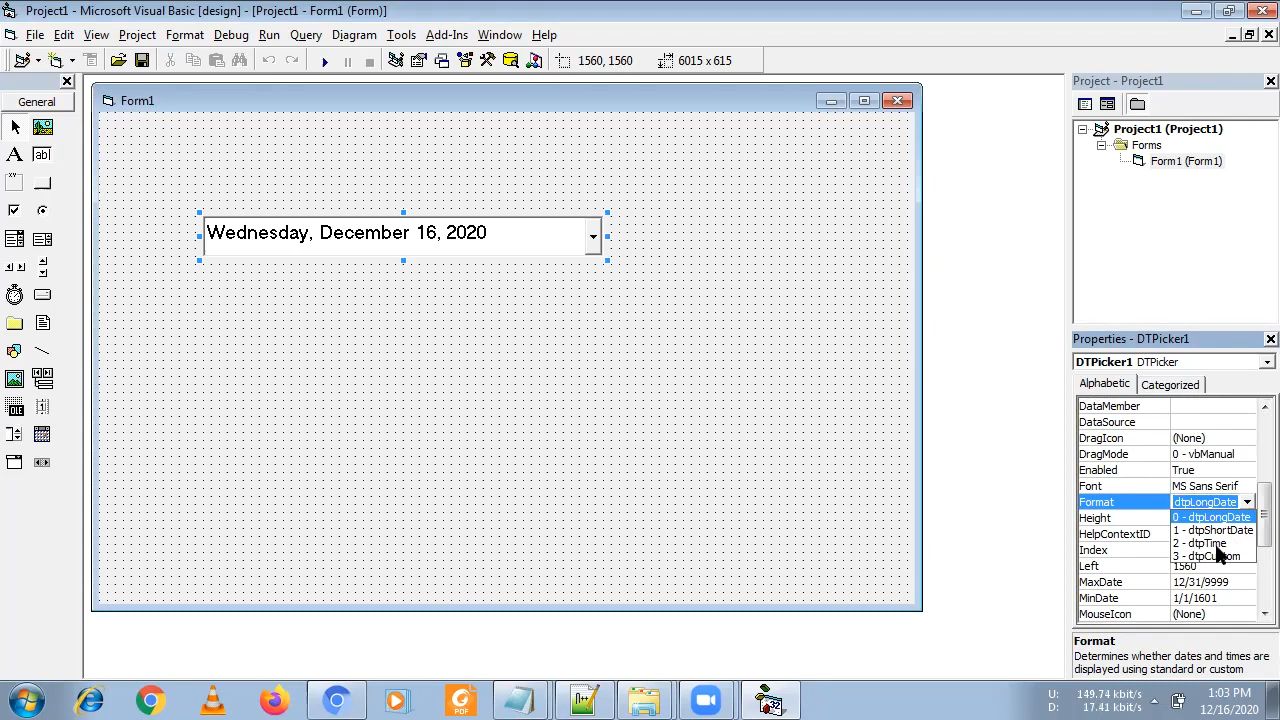 Project1 - Microsoft Visual Basic [design] - [Project1 - Form1 (Form)]
File Edit View Project Format Debug Run Query Diagram Tools Add-Ins Window Help
1560, 1560 6015 x 615
General
Form1
Wednesday, December 16, 2020
Project - Project1
Project1 (Project1)
Forms
Form1 (Form1)
Properties - DTPicker1
DTPicker1 DTPicker
Alphabetic Categorized
DataMember
DataSource
DragIcon (None)
DragMode 0 - vbManual
Enabled True
Font MS Sans Serif
Format dtpLongDate
Height 0 - dtpLongDate
1 - dtpShortDate
HelpContextID
2 - dtpTime
Index
3 - dtpCustom
Left 1560
MaxDate 12/31/9999
MinDate 1/1/1601
MouseIcon (None)
Format
Determines whether dates and times are
displayed using standard or custom
U: 149.74 kbit/s
D: 17.41 kbit/s
1:03 PM
12/16/2020